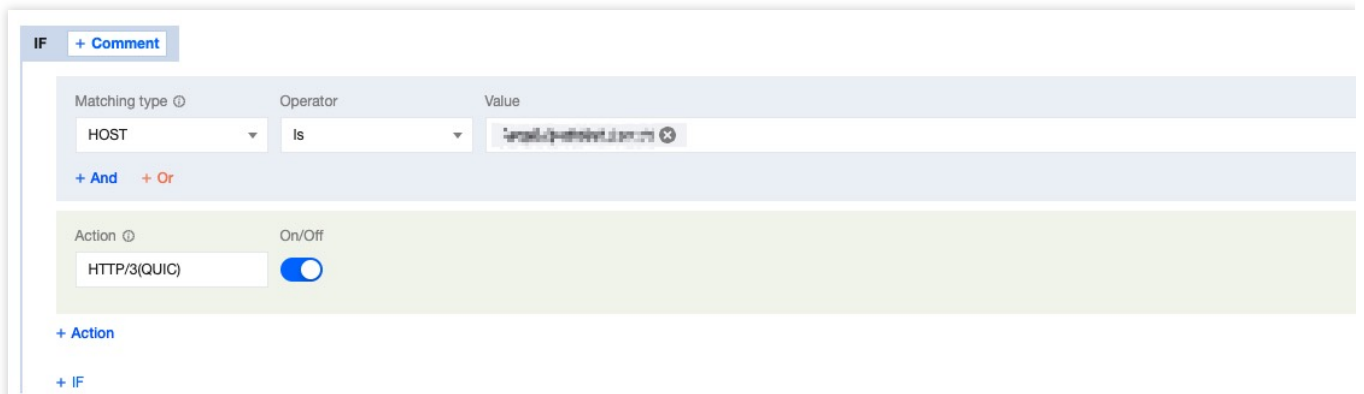 IF + Comment
Matching type Operator Value
HOST Is
+ And + Or
Action On/Off
HTTP/3(QUIC)
+ Action
+ IF